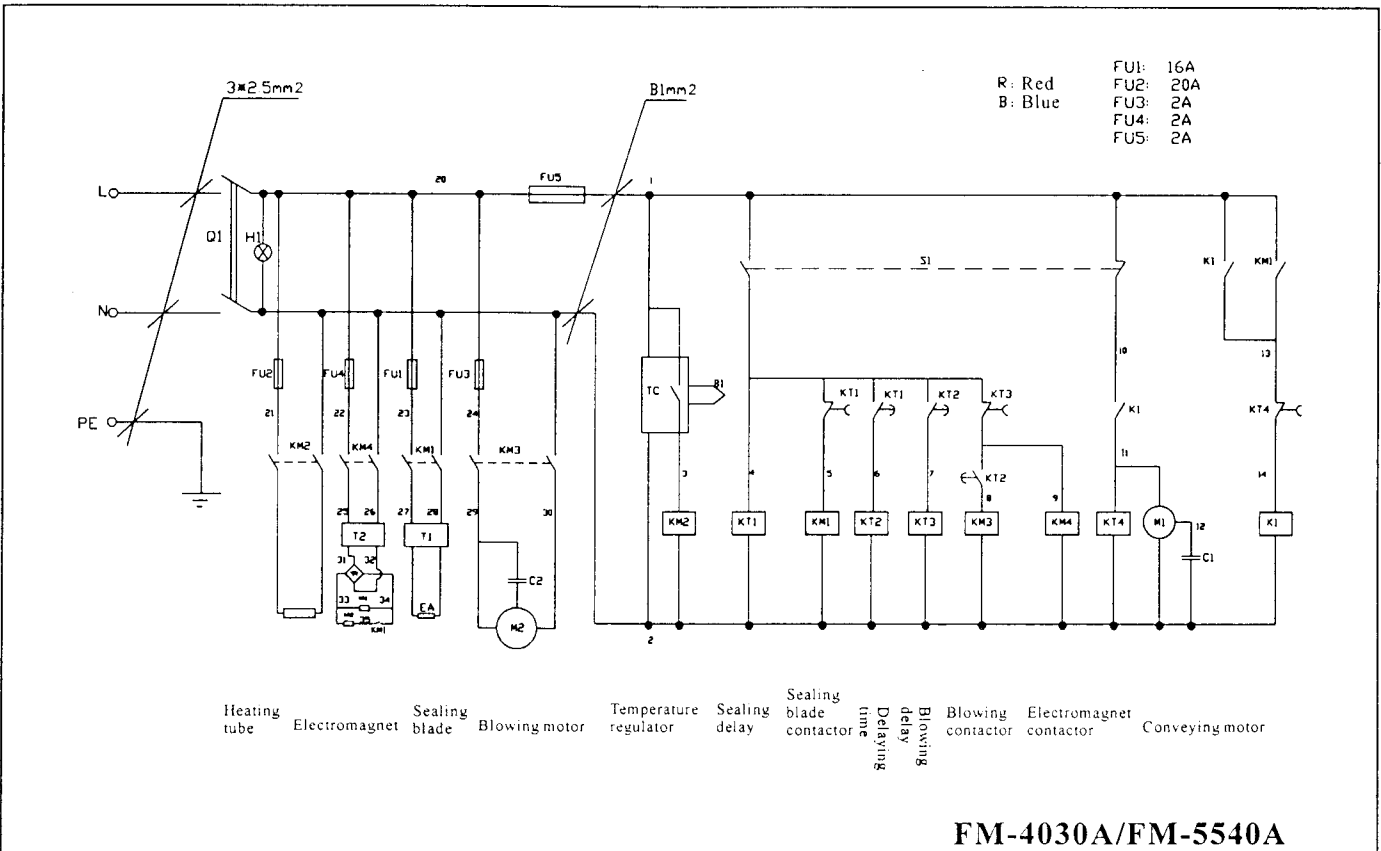 3*2.5mm2
B1mm2
R: Red
B: Blue
FU1: 16A
FU2: 20A
FU3: 2A
FU4: 2A
FU5: 2A
L
20
FU5
1
Q1
H1
S1
K1
KM1
N
FU2
FU4
FU1
FU3
TC
B1
10
13
21
22
23
24
KT1
KT1
KT2
KT3
K1
KT4
PE
KM2
KM4
KM1
KM3
3
4
5
6
7
KT2
8
9
11
14
25
26
27
28
29
30
T2
T1
KM2
KT1
KM1
KT2
KT3
KM3
KM4
KT4
M1
12
C1
K1
31
32
33
34
35
KM1
EA
C2
M2
2
Heating tube
Electromagnet
Sealing blade
Blowing motor
Temperature regulator
Sealing delay
Sealing blade contactor
Delaying time
Blowing delay
Blowing contactor
Electromagnet contactor
Conveying motor
FM-4030A/FM-5540A